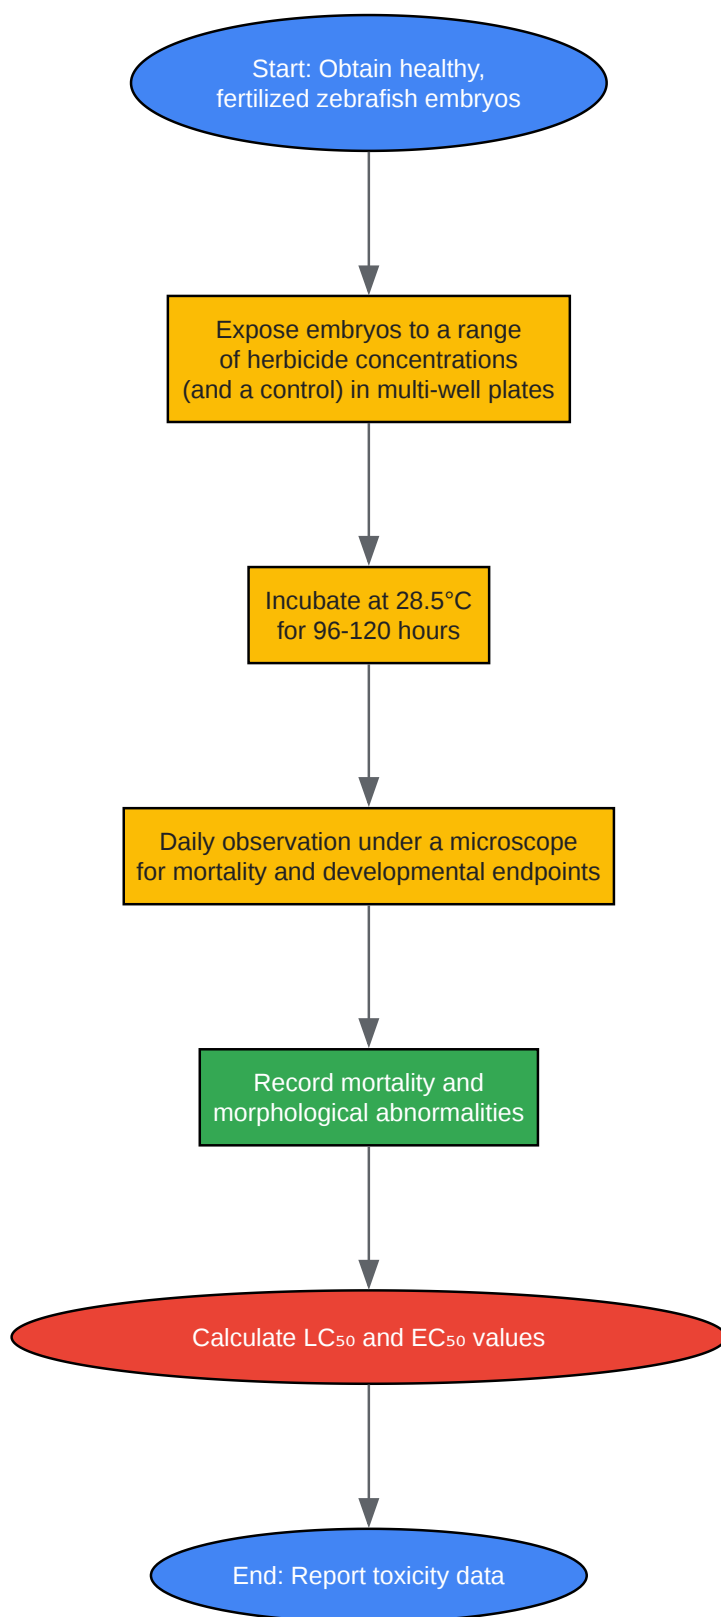 Start: Obtain healthy,
fertilized zebrafish embryos
Expose embryos to a range
of herbicide concentrations
(and a control) in multi-well plates
Incubate at 28.5°C
for 96-120 hours
Daily observation under a microscope
for mortality and developmental endpoints
Record mortality and
morphological abnormalities
Calculate LC₅₀ and EC₅₀ values
End: Report toxicity data